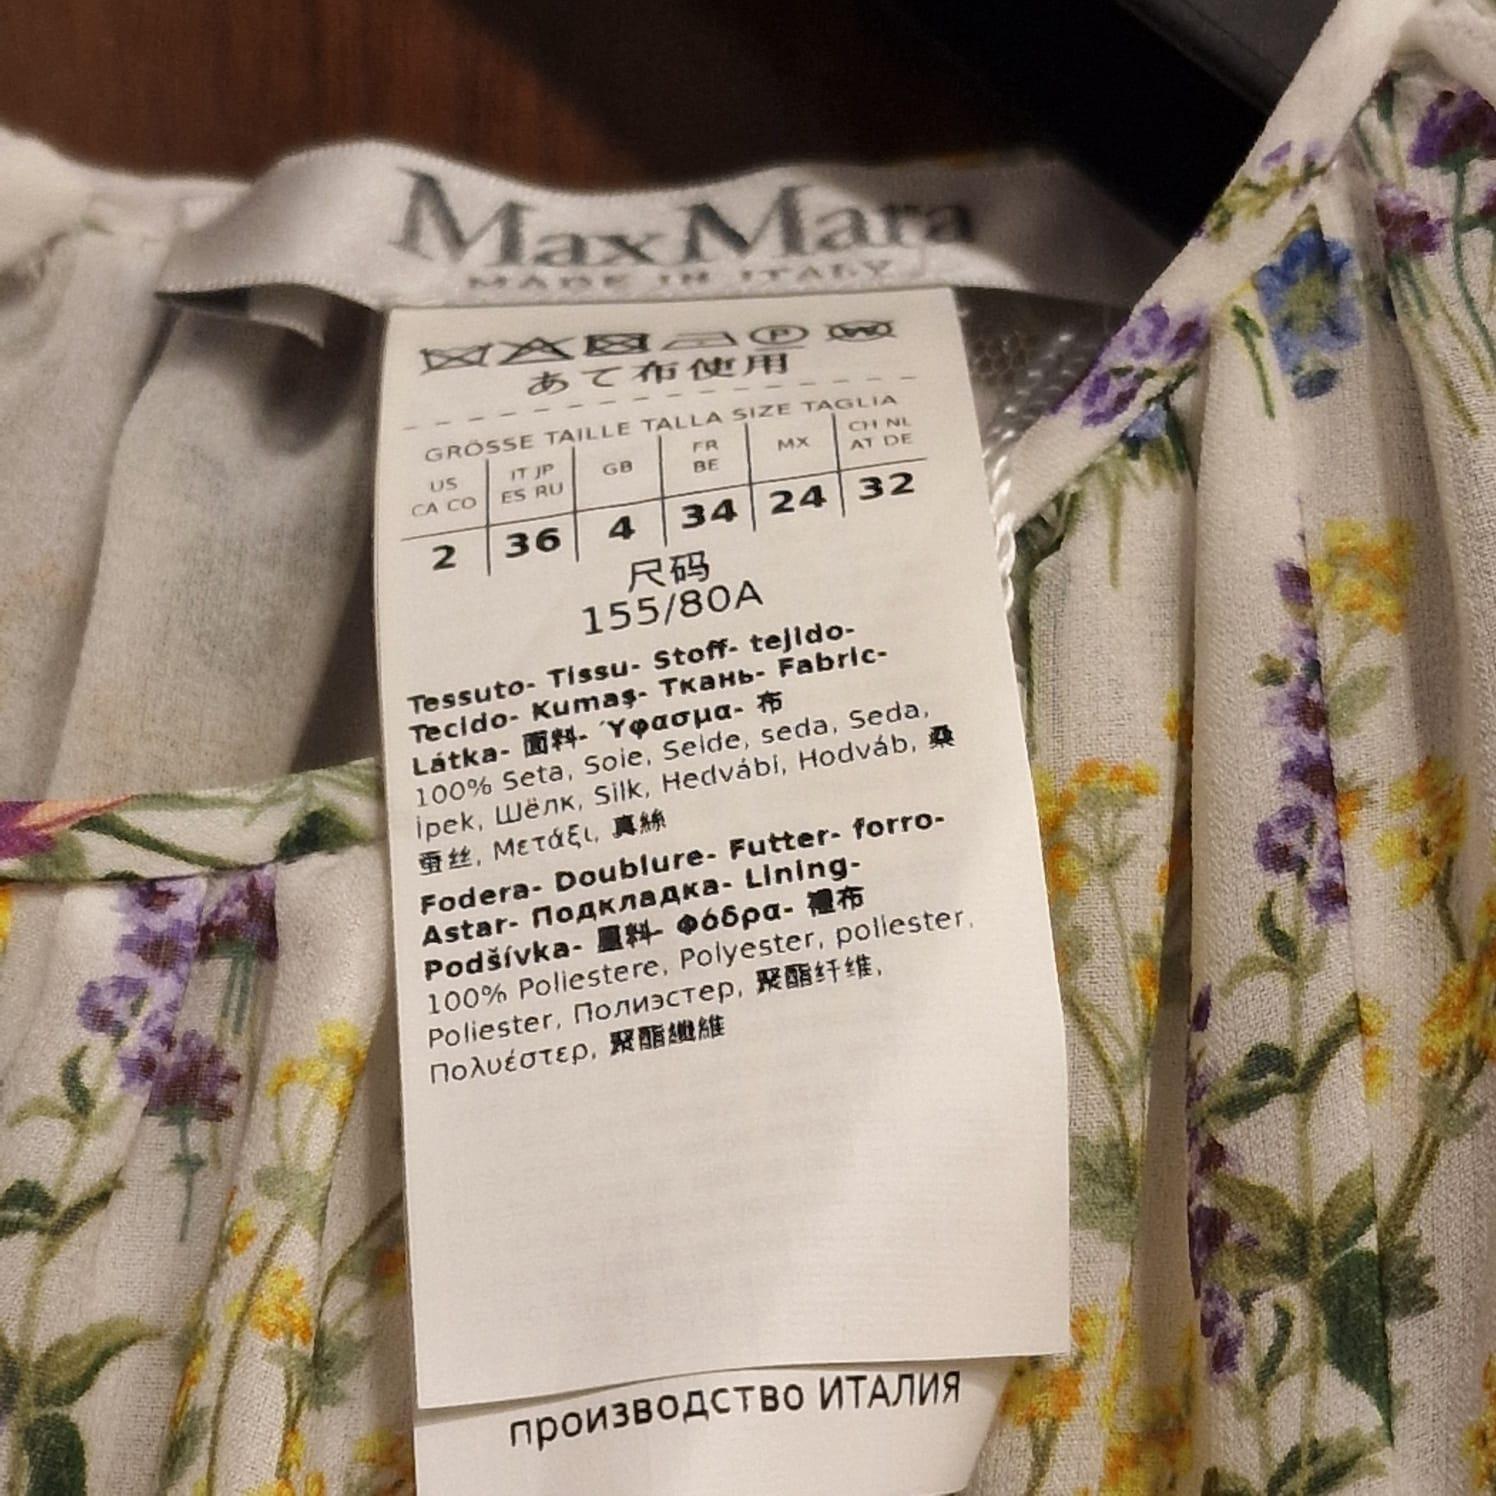 MaxMara
MADE IN ITALY
あて布使用
GRÖSSE TAILLE TALLA SIZE TAGLIA
US CA CO IT JP ES RU GB FR BE MX CH NL AT DE
2 36 4 34 24 32
尺码
155/80A
Tessuto- Tissu- Stoff- tejido-
Tecido- Kumaş- Ткань- Fabric-
Látka- 面料- Ύφασμα- 布
100% Seta, Soie, Seide, seda, Seda,
İpek, Шёлк, Silk, Hedvábí, Hodváb, 桑
蚕丝, Μετάξι, 真絲
Fodera- Doublure- Futter- forro-
Astar- Подкладка- Lining-
Podšívka- 里料- Φόδρα- 裡布
100% Poliestere, Polyester, poliester,
Poliester, Полиэстер, 聚酯纤维,
Πολυέστερ, 聚酯纖維
производство ИТАЛИЯ